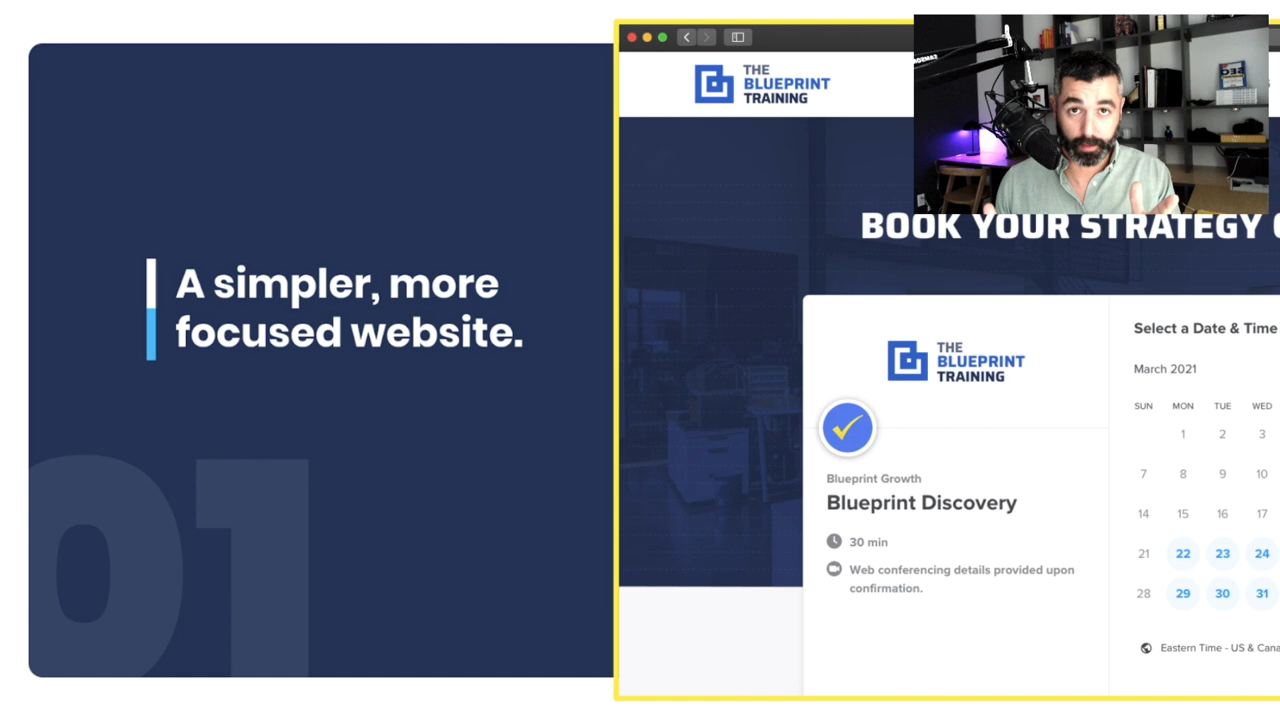 A simpler, more
focused website.
01
THE
BLUEPRINT
TRAINING
SEO
BOOK YOUR STRATEGY
THE
BLUEPRINT
TRAINING
Blueprint Growth
Blueprint Discovery
30 min
Web conferencing details provided upon
confirmation.
Select a Date & Time
March 2021
SUN MON TUE WED
1 2 3
7 8 9 10
14 15 16 17
21 22 23 24
28 29 30 31
Eastern Time - US & Cana